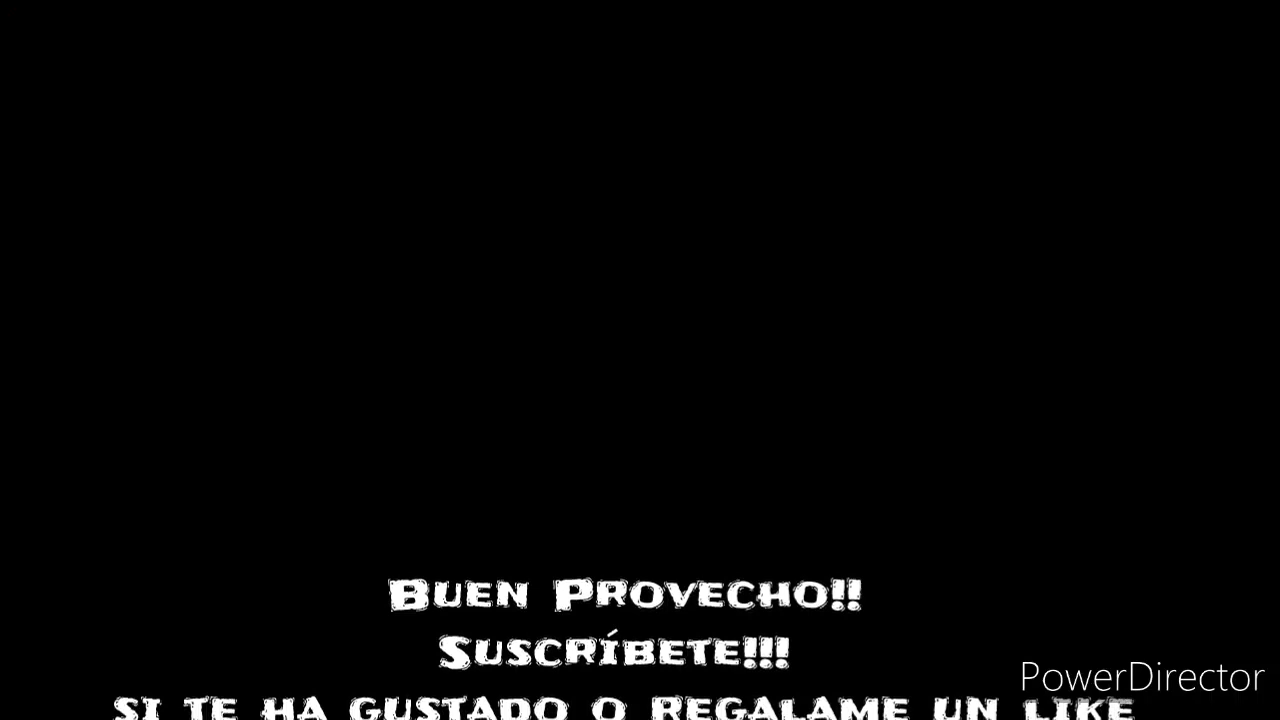 Buen Provecho!!
Suscríbete!!!
PowerDirector
si te ha gustado o regalame un like